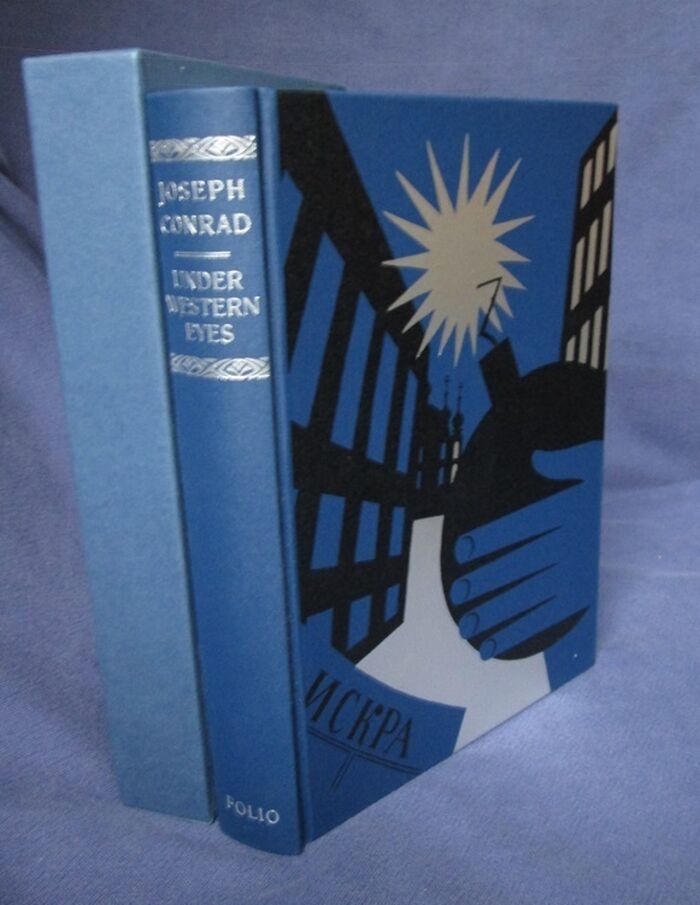 JOSEPH
CONRAD
UNDER
WESTERN
EYES
FOLIO
ИСКРА